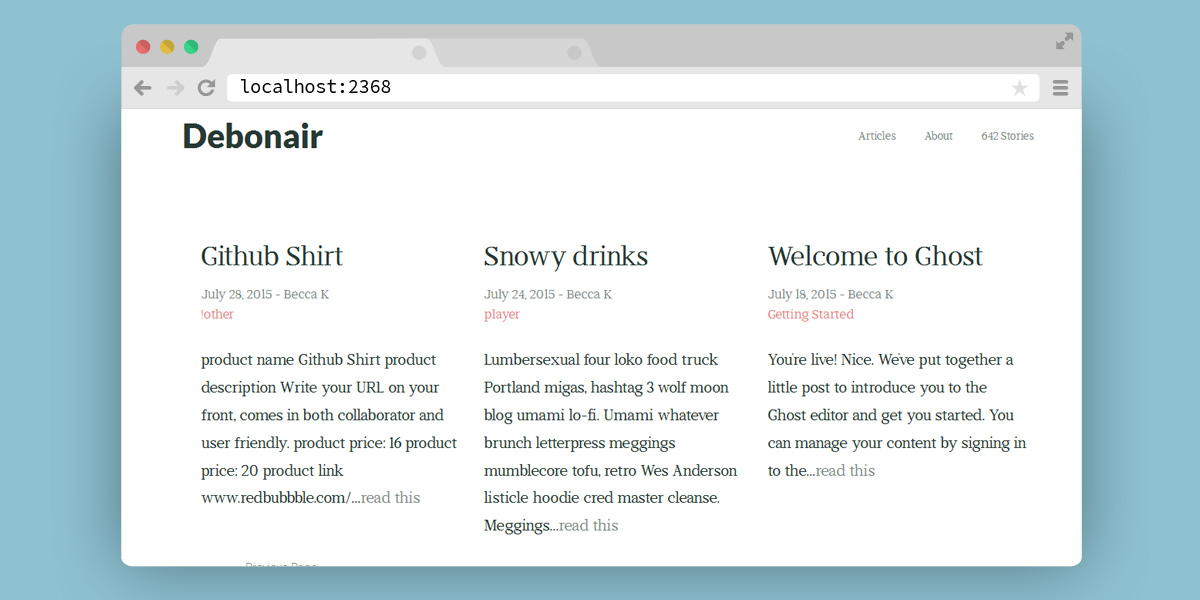 localhost:2368
Debonair
Articles About 642 Stories
Github Shirt
July 28, 2015 - Becca K
!other
product name Github Shirt product
description Write your URL on your
front, comes in both collaborator and
user friendly. product price: 16 product
price: 20 product link
www.redbubbble.com/...read this
Snowy drinks
July 24, 2015 - Becca K
player
Lumbersexual four loko food truck
Portland migas, hashtag 3 wolf moon
blog umami lo-fi. Umami whatever
brunch letterpress meggings
mumblecore tofu, retro Wes Anderson
listicle hoodie cred master cleanse.
Meggings...read this
Welcome to Ghost
July 18, 2015 - Becca K
Getting Started
You're live! Nice. We've put together a
little post to introduce you to the
Ghost editor and get you started. You
can manage your content by signing in
to the...read this
Previous Page